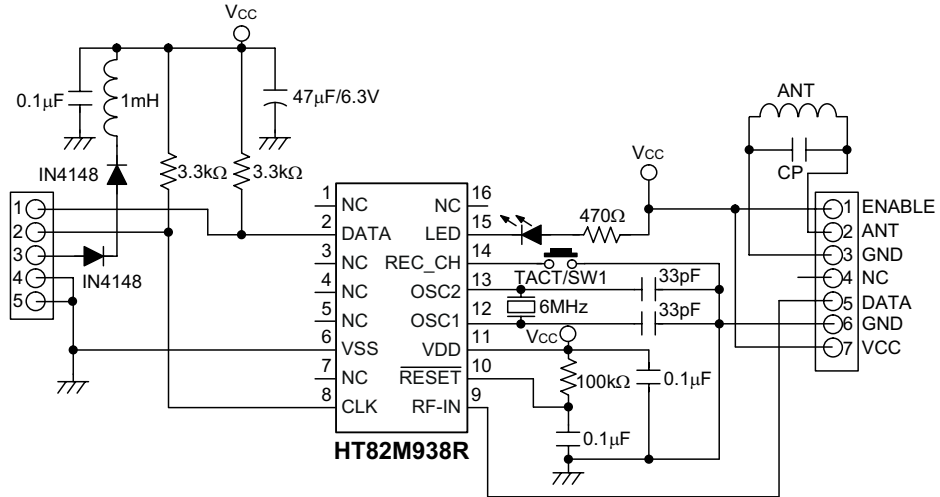 VCC
0.1μF
1mH
47μF/6.3V
ANT
CP
IN4148
3.3kΩ
3.3kΩ
VCC
1
2
3
4
5
IN4148
1 NC
2 DATA
3 NC
4 NC
5 NC
6 VSS
7 NC
8 CLK
16 NC
15 LED
14 REC_CH
13 OSC2
12 OSC1
11 VDD
10 RESET
9 RF-IN
HT82M938R
470Ω
TACT/SW1
33pF
6MHz
33pF
VCC
100kΩ
0.1μF
0.1μF
1 ENABLE
2 ANT
3 GND
4 NC
5 DATA
6 GND
7 VCC